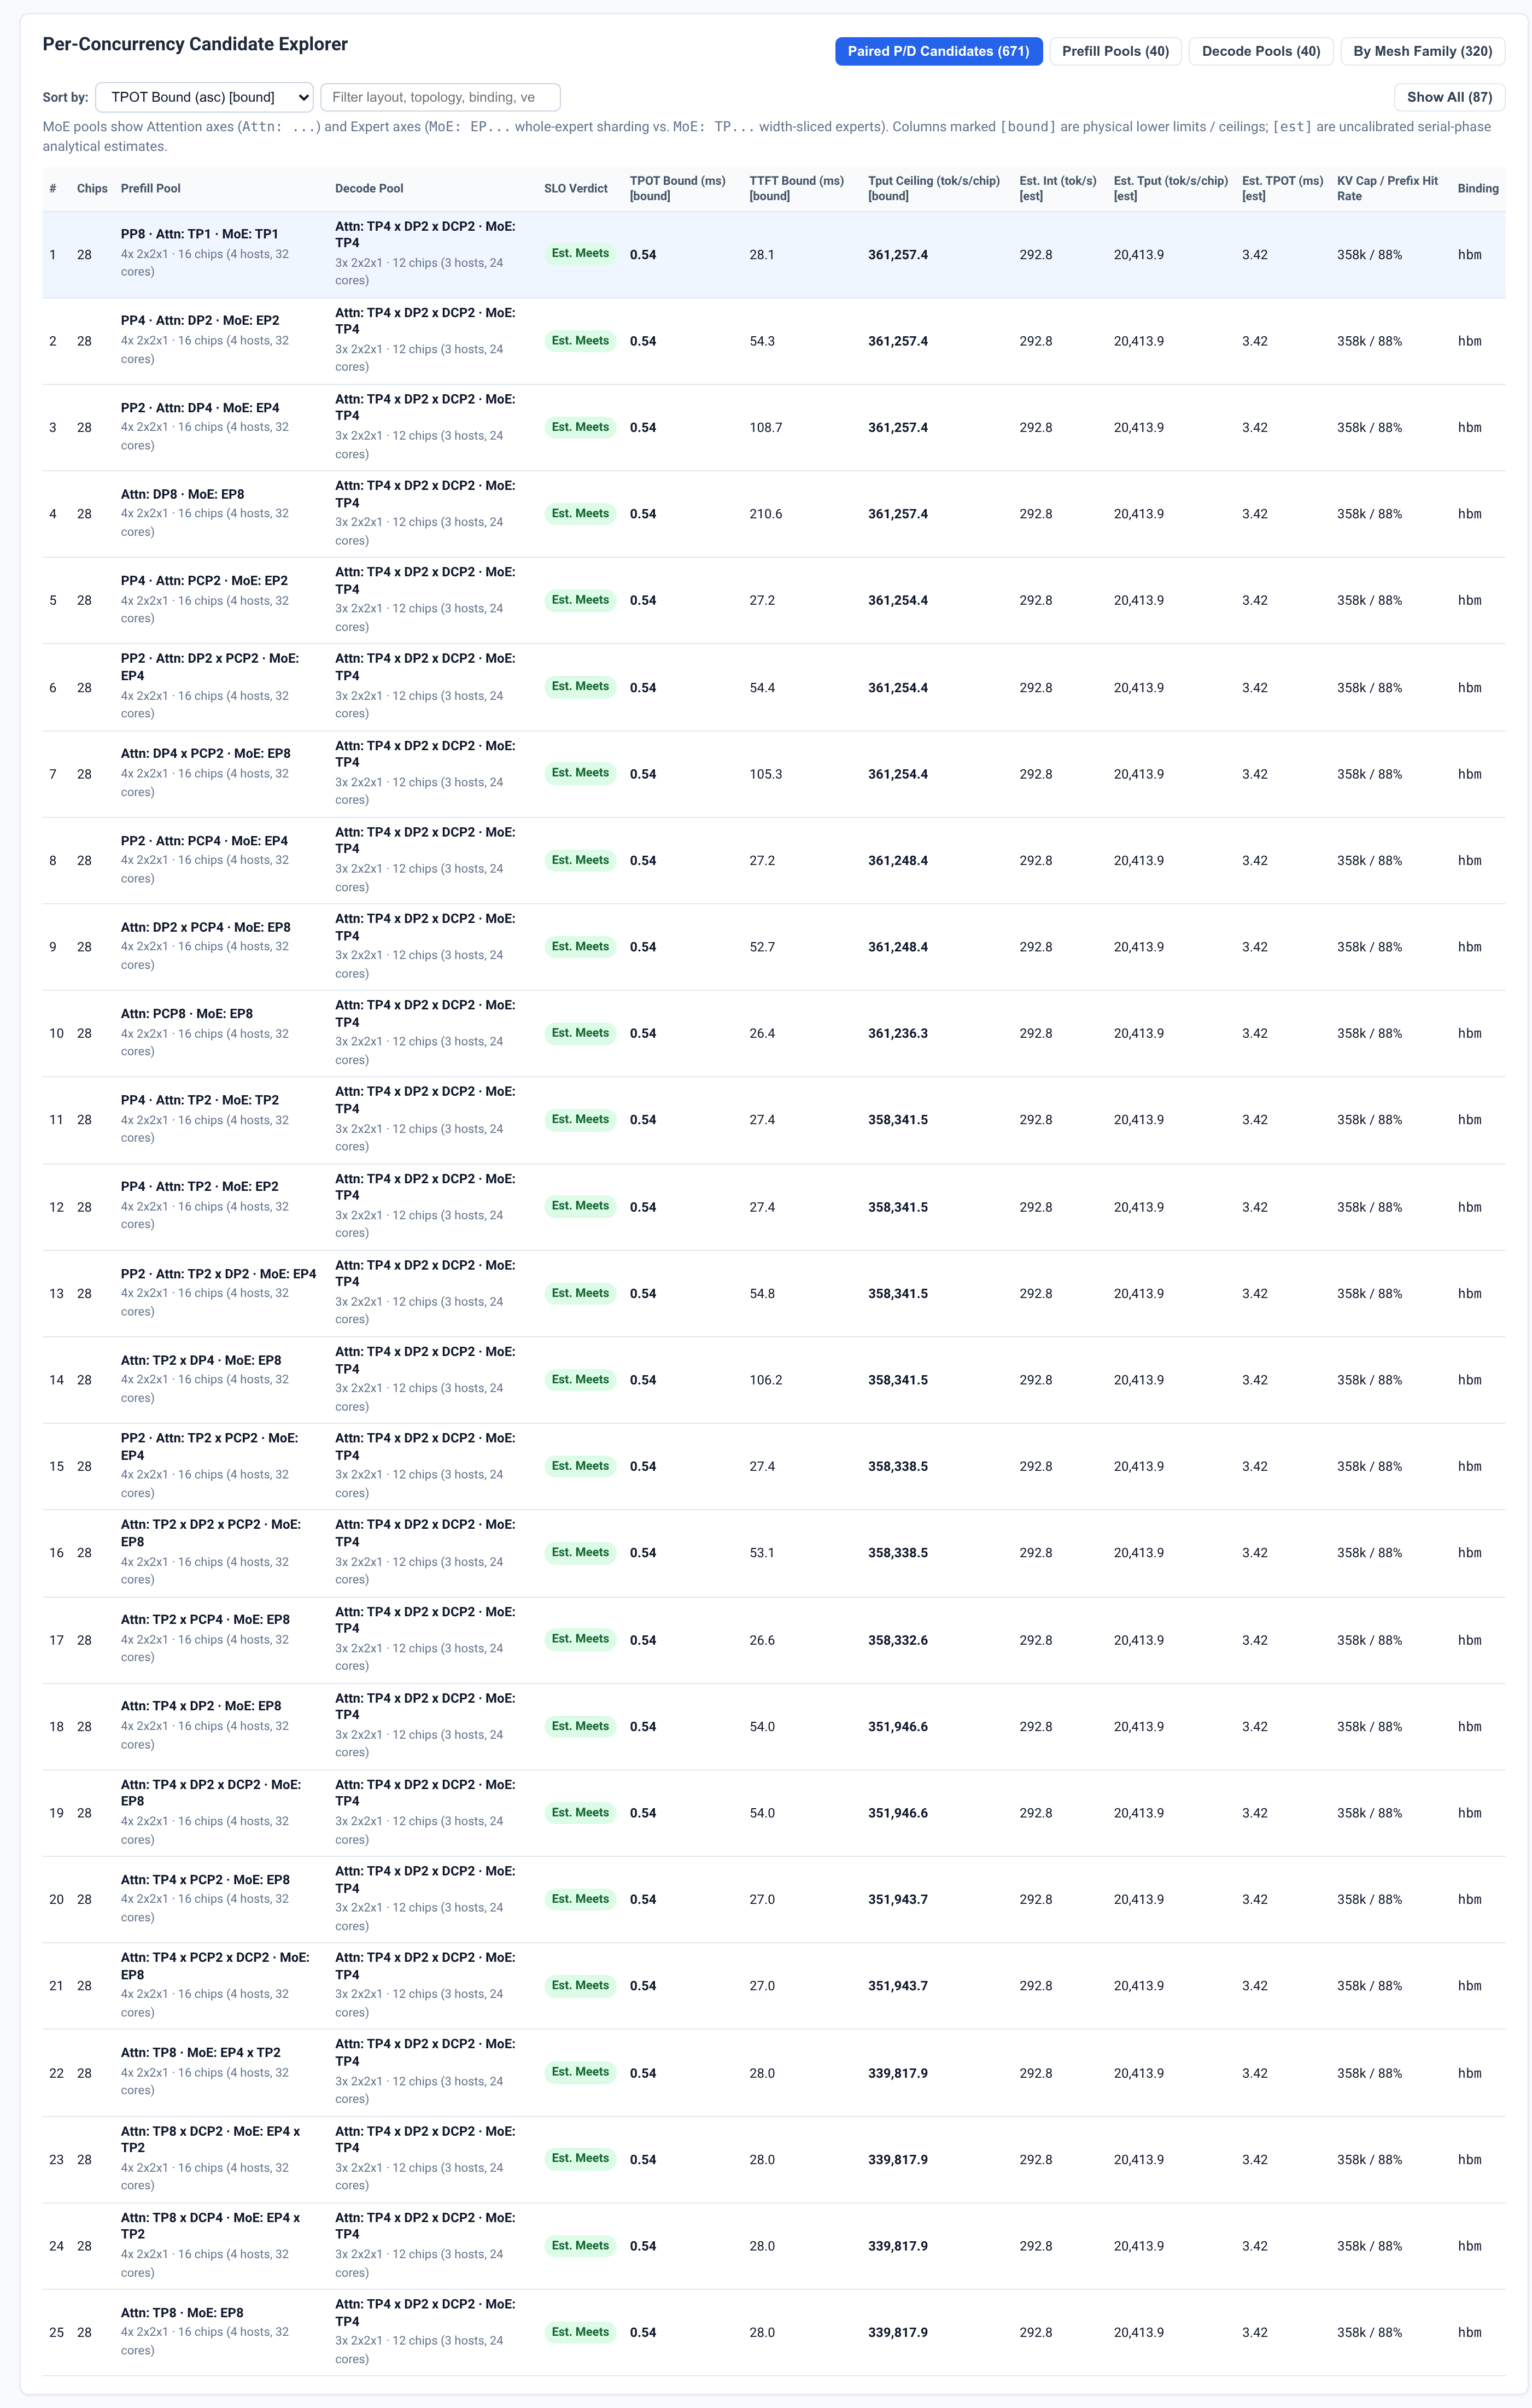 Per-Concurrency Candidate Explorer
Paired P/D Candidates (671)
Prefill Pools (40)
Decode Pools (40)
By Mesh Family (320)
Sort by:
TPOT Bound (asc) [bound]
Filter layout, topology, binding, ve
Show All (87)
MoE pools show Attention axes (Attn: ...) and Expert axes (MoE: EP... whole-expert sharding vs. MoE: TP... width-sliced experts). Columns marked [bound] are physical lower limits / ceilings; [est] are uncalibrated serial-phase
analytical estimates.
# Chips Prefill Pool Decode Pool SLO Verdict TPOT Bound (ms) [bound] TTFT Bound (ms) [bound] Tput Ceiling (tok/s/chip) [bound] Est. Int (tok/s) [est] Est. Tput (tok/s/chip) [est] Est. TPOT (ms) [est] KV Cap / Prefix Hit Rate Binding
1 28 PP8 · Attn: TP1 · MoE: TP1 4x 2x2x1 · 16 chips (4 hosts, 32 cores) Attn: TP4 x DP2 x DCP2 · MoE: TP4 3x 2x2x1 · 12 chips (3 hosts, 24 cores) Est. Meets 0.54 28.1 361,257.4 292.8 20,413.9 3.42 358k / 88% hbm
2 28 PP4 · Attn: DP2 · MoE: EP2 4x 2x2x1 · 16 chips (4 hosts, 32 cores) Attn: TP4 x DP2 x DCP2 · MoE: TP4 3x 2x2x1 · 12 chips (3 hosts, 24 cores) Est. Meets 0.54 54.3 361,257.4 292.8 20,413.9 3.42 358k / 88% hbm
3 28 PP2 · Attn: DP4 · MoE: EP4 4x 2x2x1 · 16 chips (4 hosts, 32 cores) Attn: TP4 x DP2 x DCP2 · MoE: TP4 3x 2x2x1 · 12 chips (3 hosts, 24 cores) Est. Meets 0.54 108.7 361,257.4 292.8 20,413.9 3.42 358k / 88% hbm
4 28 Attn: DP8 · MoE: EP8 4x 2x2x1 · 16 chips (4 hosts, 32 cores) Attn: TP4 x DP2 x DCP2 · MoE: TP4 3x 2x2x1 · 12 chips (3 hosts, 24 cores) Est. Meets 0.54 210.6 361,257.4 292.8 20,413.9 3.42 358k / 88% hbm
5 28 PP4 · Attn: PCP2 · MoE: EP2 4x 2x2x1 · 16 chips (4 hosts, 32 cores) Attn: TP4 x DP2 x DCP2 · MoE: TP4 3x 2x2x1 · 12 chips (3 hosts, 24 cores) Est. Meets 0.54 27.2 361,254.4 292.8 20,413.9 3.42 358k / 88% hbm
6 28 PP2 · Attn: DP2 x PCP2 · MoE: EP4 4x 2x2x1 · 16 chips (4 hosts, 32 cores) Attn: TP4 x DP2 x DCP2 · MoE: TP4 3x 2x2x1 · 12 chips (3 hosts, 24 cores) Est. Meets 0.54 54.4 361,254.4 292.8 20,413.9 3.42 358k / 88% hbm
7 28 Attn: DP4 x PCP2 · MoE: EP8 4x 2x2x1 · 16 chips (4 hosts, 32 cores) Attn: TP4 x DP2 x DCP2 · MoE: TP4 3x 2x2x1 · 12 chips (3 hosts, 24 cores) Est. Meets 0.54 105.3 361,254.4 292.8 20,413.9 3.42 358k / 88% hbm
8 28 PP2 · Attn: PCP4 · MoE: EP4 4x 2x2x1 · 16 chips (4 hosts, 32 cores) Attn: TP4 x DP2 x DCP2 · MoE: TP4 3x 2x2x1 · 12 chips (3 hosts, 24 cores) Est. Meets 0.54 27.2 361,248.4 292.8 20,413.9 3.42 358k / 88% hbm
9 28 Attn: DP2 x PCP4 · MoE: EP8 4x 2x2x1 · 16 chips (4 hosts, 32 cores) Attn: TP4 x DP2 x DCP2 · MoE: TP4 3x 2x2x1 · 12 chips (3 hosts, 24 cores) Est. Meets 0.54 52.7 361,248.4 292.8 20,413.9 3.42 358k / 88% hbm
10 28 Attn: PCP8 · MoE: EP8 4x 2x2x1 · 16 chips (4 hosts, 32 cores) Attn: TP4 x DP2 x DCP2 · MoE: TP4 3x 2x2x1 · 12 chips (3 hosts, 24 cores) Est. Meets 0.54 26.4 361,236.3 292.8 20,413.9 3.42 358k / 88% hbm
11 28 PP4 · Attn: TP2 · MoE: TP2 4x 2x2x1 · 16 chips (4 hosts, 32 cores) Attn: TP4 x DP2 x DCP2 · MoE: TP4 3x 2x2x1 · 12 chips (3 hosts, 24 cores) Est. Meets 0.54 27.4 358,341.5 292.8 20,413.9 3.42 358k / 88% hbm
12 28 PP4 · Attn: TP2 · MoE: EP2 4x 2x2x1 · 16 chips (4 hosts, 32 cores) Attn: TP4 x DP2 x DCP2 · MoE: TP4 3x 2x2x1 · 12 chips (3 hosts, 24 cores) Est. Meets 0.54 27.4 358,341.5 292.8 20,413.9 3.42 358k / 88% hbm
13 28 PP2 · Attn: TP2 x DP2 · MoE: EP4 4x 2x2x1 · 16 chips (4 hosts, 32 cores) Attn: TP4 x DP2 x DCP2 · MoE: TP4 3x 2x2x1 · 12 chips (3 hosts, 24 cores) Est. Meets 0.54 54.8 358,341.5 292.8 20,413.9 3.42 358k / 88% hbm
14 28 Attn: TP2 x DP4 · MoE: EP8 4x 2x2x1 · 16 chips (4 hosts, 32 cores) Attn: TP4 x DP2 x DCP2 · MoE: TP4 3x 2x2x1 · 12 chips (3 hosts, 24 cores) Est. Meets 0.54 106.2 358,341.5 292.8 20,413.9 3.42 358k / 88% hbm
15 28 PP2 · Attn: TP2 x PCP2 · MoE: EP4 4x 2x2x1 · 16 chips (4 hosts, 32 cores) Attn: TP4 x DP2 x DCP2 · MoE: TP4 3x 2x2x1 · 12 chips (3 hosts, 24 cores) Est. Meets 0.54 27.4 358,338.5 292.8 20,413.9 3.42 358k / 88% hbm
16 28 Attn: TP2 x DP2 x PCP2 · MoE: EP8 4x 2x2x1 · 16 chips (4 hosts, 32 cores) Attn: TP4 x DP2 x DCP2 · MoE: TP4 3x 2x2x1 · 12 chips (3 hosts, 24 cores) Est. Meets 0.54 53.1 358,338.5 292.8 20,413.9 3.42 358k / 88% hbm
17 28 Attn: TP2 x PCP4 · MoE: EP8 4x 2x2x1 · 16 chips (4 hosts, 32 cores) Attn: TP4 x DP2 x DCP2 · MoE: TP4 3x 2x2x1 · 12 chips (3 hosts, 24 cores) Est. Meets 0.54 26.6 358,332.6 292.8 20,413.9 3.42 358k / 88% hbm
18 28 Attn: TP4 x DP2 · MoE: EP8 4x 2x2x1 · 16 chips (4 hosts, 32 cores) Attn: TP4 x DP2 x DCP2 · MoE: TP4 3x 2x2x1 · 12 chips (3 hosts, 24 cores) Est. Meets 0.54 54.0 351,946.6 292.8 20,413.9 3.42 358k / 88% hbm
19 28 Attn: TP4 x DP2 x DCP2 · MoE: EP8 4x 2x2x1 · 16 chips (4 hosts, 32 cores) Attn: TP4 x DP2 x DCP2 · MoE: TP4 3x 2x2x1 · 12 chips (3 hosts, 24 cores) Est. Meets 0.54 54.0 351,946.6 292.8 20,413.9 3.42 358k / 88% hbm
20 28 Attn: TP4 x PCP2 · MoE: EP8 4x 2x2x1 · 16 chips (4 hosts, 32 cores) Attn: TP4 x DP2 x DCP2 · MoE: TP4 3x 2x2x1 · 12 chips (3 hosts, 24 cores) Est. Meets 0.54 27.0 351,943.7 292.8 20,413.9 3.42 358k / 88% hbm
21 28 Attn: TP4 x PCP2 x DCP2 · MoE: EP8 4x 2x2x1 · 16 chips (4 hosts, 32 cores) Attn: TP4 x DP2 x DCP2 · MoE: TP4 3x 2x2x1 · 12 chips (3 hosts, 24 cores) Est. Meets 0.54 27.0 351,943.7 292.8 20,413.9 3.42 358k / 88% hbm
22 28 Attn: TP8 · MoE: EP4 x TP2 4x 2x2x1 · 16 chips (4 hosts, 32 cores) Attn: TP4 x DP2 x DCP2 · MoE: TP4 3x 2x2x1 · 12 chips (3 hosts, 24 cores) Est. Meets 0.54 28.0 339,817.9 292.8 20,413.9 3.42 358k / 88% hbm
23 28 Attn: TP8 x DCP2 · MoE: EP4 x TP2 4x 2x2x1 · 16 chips (4 hosts, 32 cores) Attn: TP4 x DP2 x DCP2 · MoE: TP4 3x 2x2x1 · 12 chips (3 hosts, 24 cores) Est. Meets 0.54 28.0 339,817.9 292.8 20,413.9 3.42 358k / 88% hbm
24 28 Attn: TP8 x DCP4 · MoE: EP4 x TP2 4x 2x2x1 · 16 chips (4 hosts, 32 cores) Attn: TP4 x DP2 x DCP2 · MoE: TP4 3x 2x2x1 · 12 chips (3 hosts, 24 cores) Est. Meets 0.54 28.0 339,817.9 292.8 20,413.9 3.42 358k / 88% hbm
25 28 Attn: TP8 · MoE: EP8 4x 2x2x1 · 16 chips (4 hosts, 32 cores) Attn: TP4 x DP2 x DCP2 · MoE: TP4 3x 2x2x1 · 12 chips (3 hosts, 24 cores) Est. Meets 0.54 28.0 339,817.9 292.8 20,413.9 3.42 358k / 88% hbm